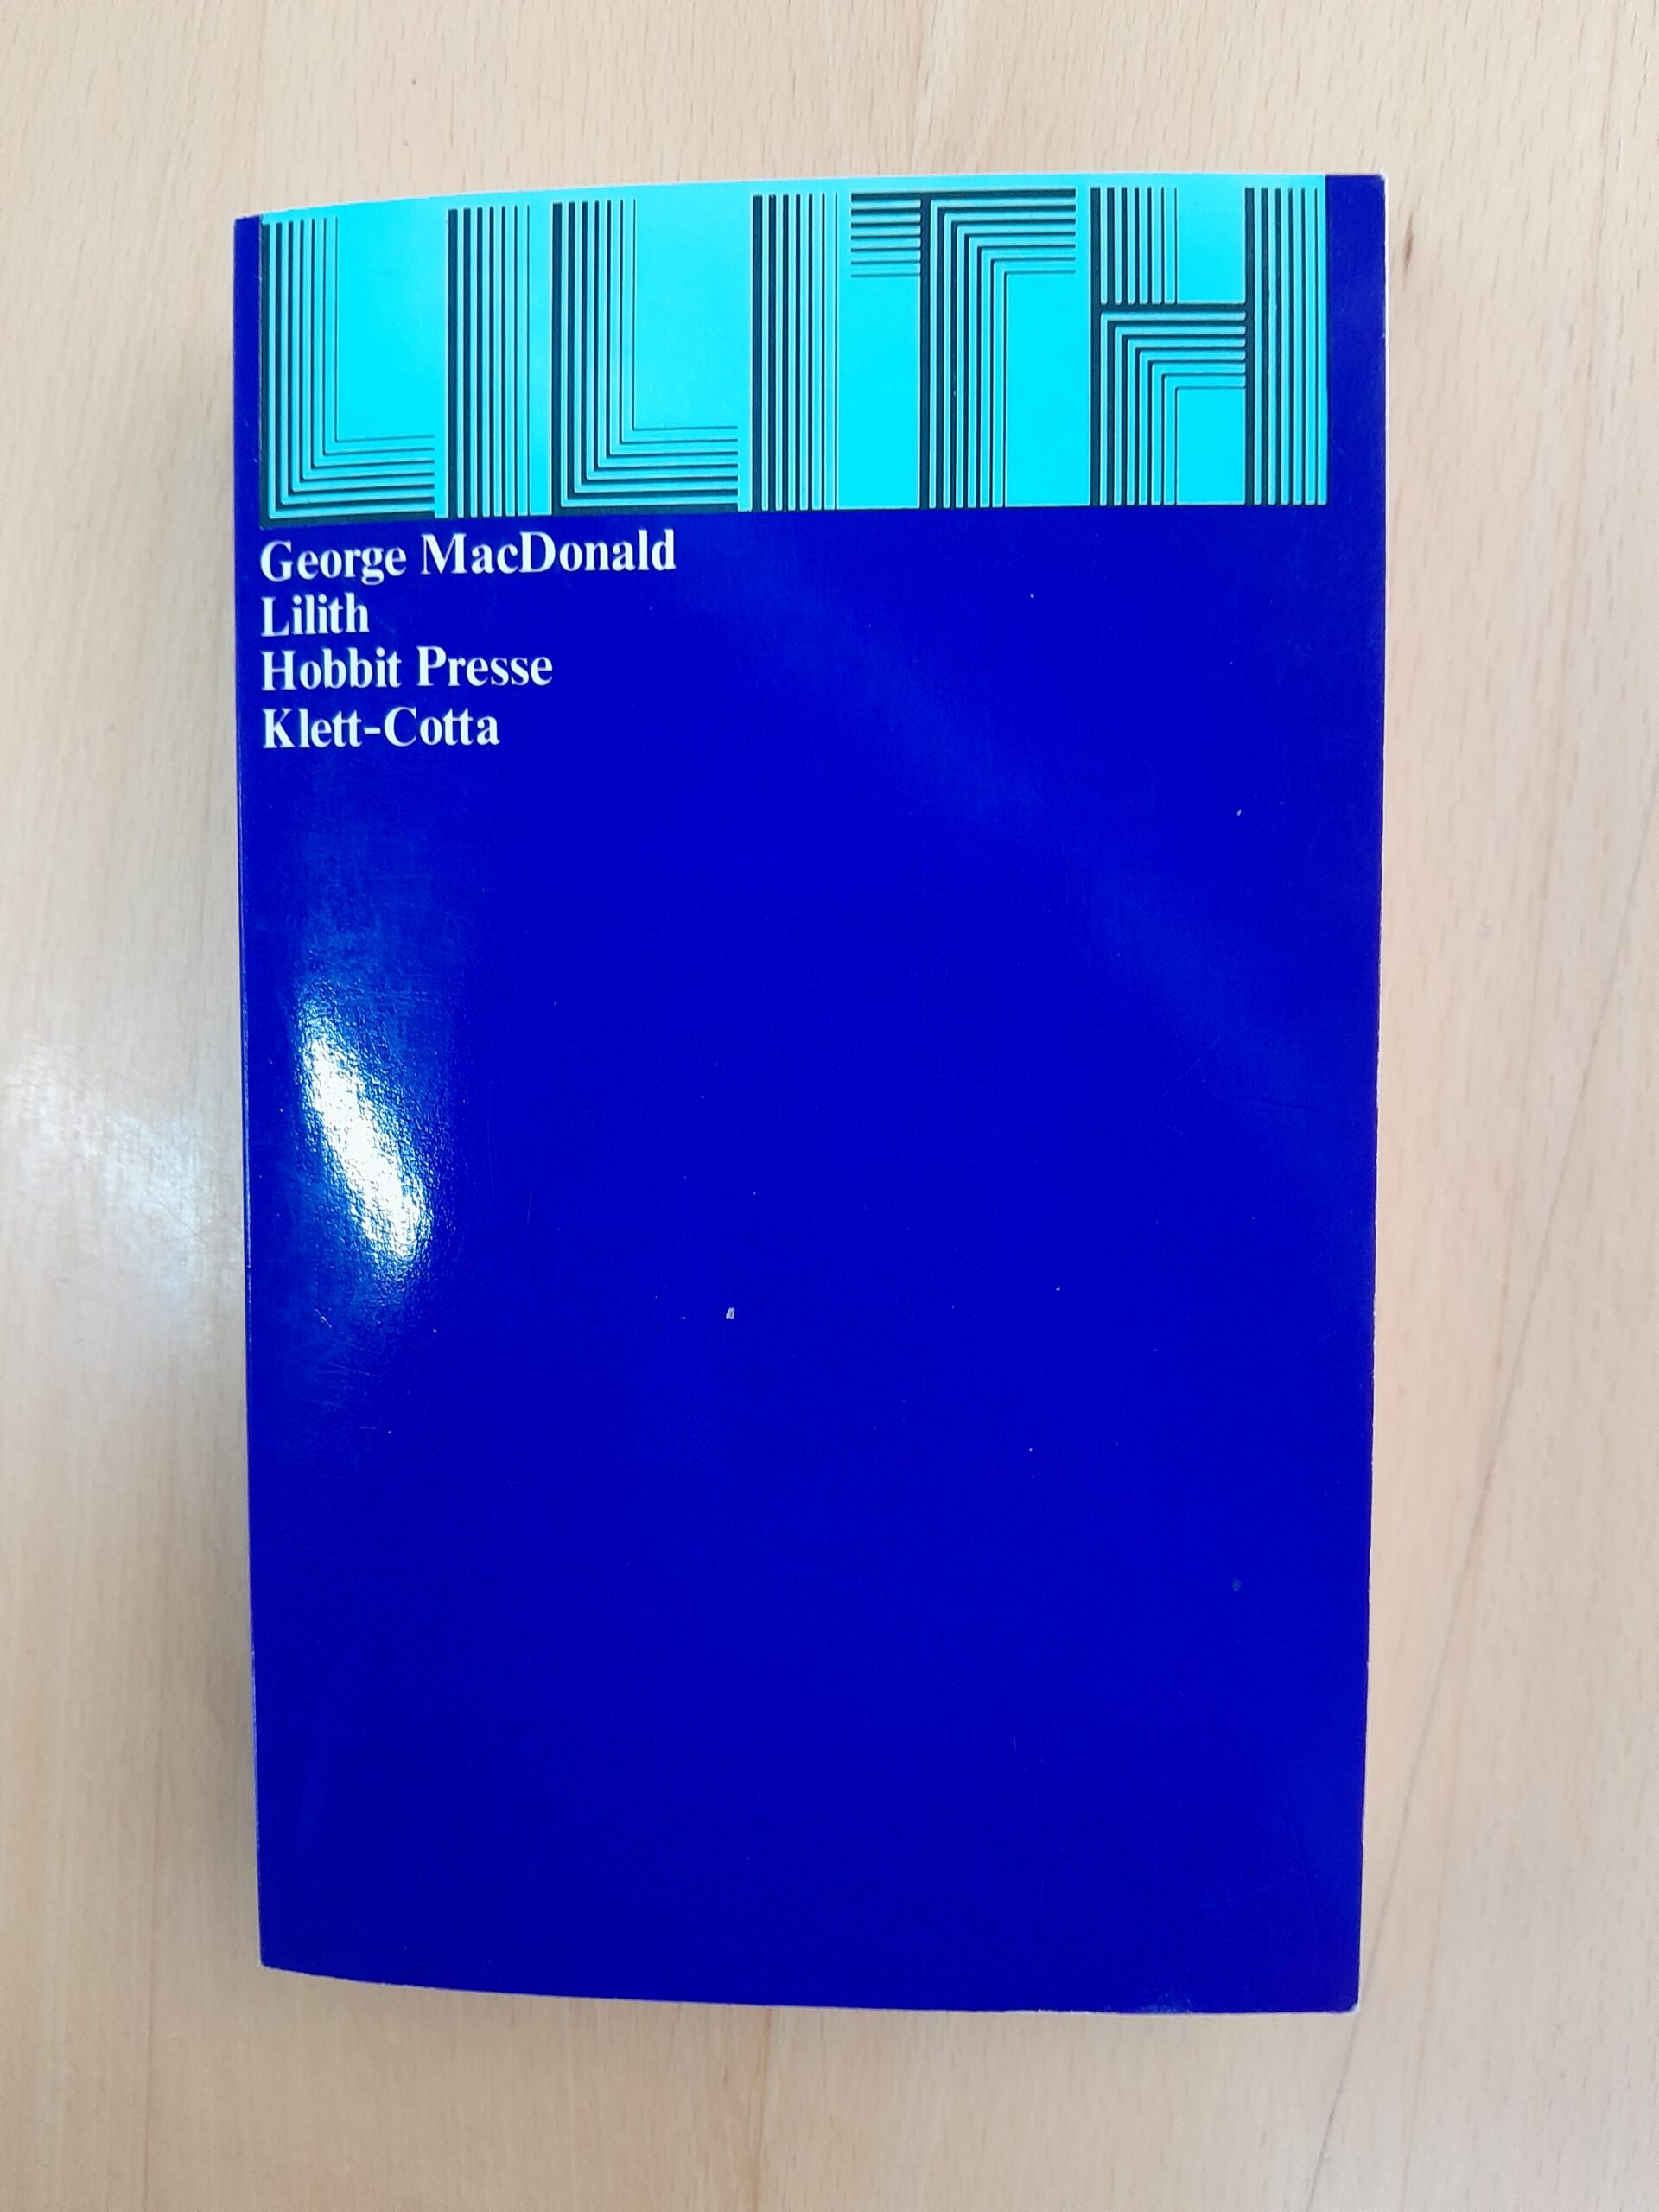 LILITH
George MacDonald
Lilith
Hobbit Presse
Klett-Cotta